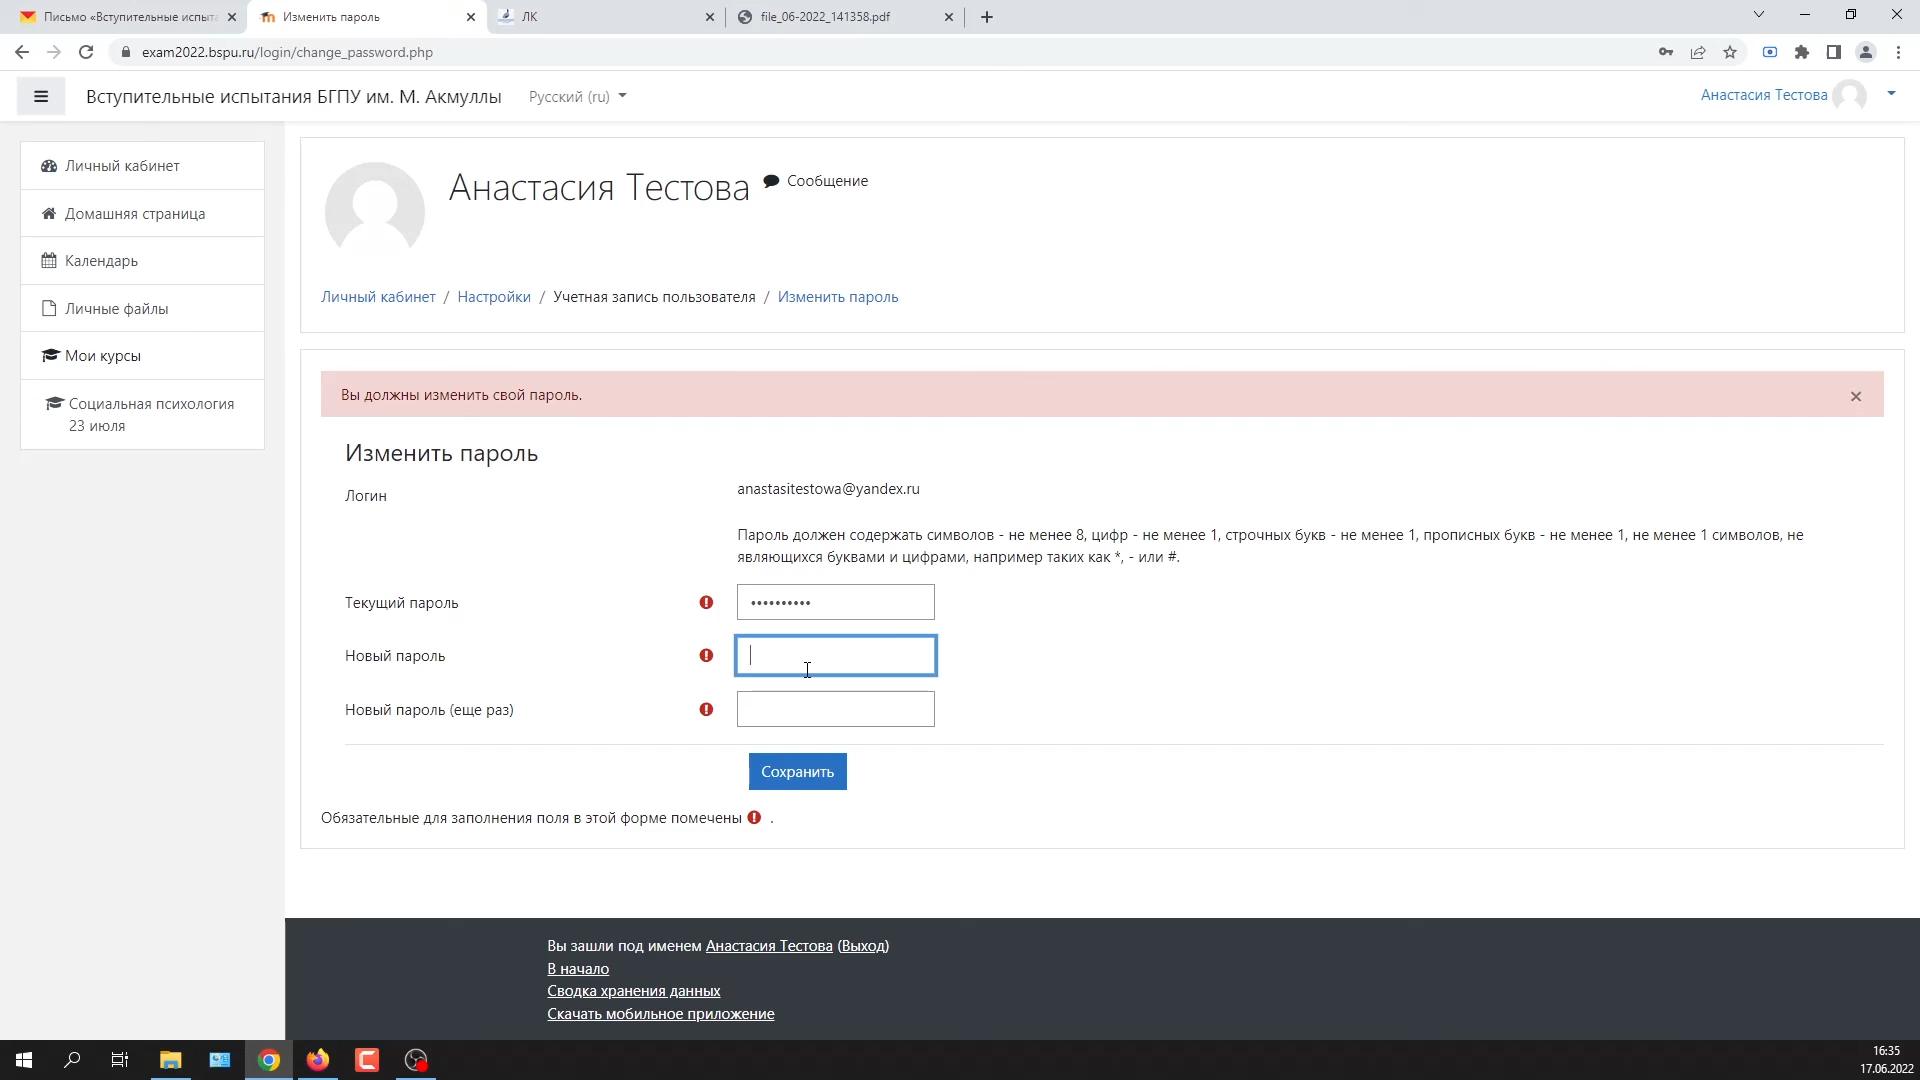 Письмо «Вступительные испыта
Изменить пароль
ЛК
file_06-2022_141358.pdf
exam2022.bspu.ru/login/change_password.php
Вступительные испытания БГПУ им. М. Акмуллы
Русский (ru)
Анастасия Тестова
Личный кабинет
Домашняя страница
Календарь
Личные файлы
Мои курсы
Социальная психология
23 июля
Анастасия Тестова
Сообщение
Личный кабинет / Настройки / Учетная запись пользователя / Изменить пароль
Вы должны изменить свой пароль.
Изменить пароль
Логин
anastasitestowa@yandex.ru
Пароль должен содержать символов - не менее 8, цифр - не менее 1, строчных букв - не менее 1, прописных букв - не менее 1, не менее 1 символов, не
являющихся буквами и цифрами, например таких как *, - или #.
Текущий пароль
••••••••••
Новый пароль
Новый пароль (еще раз)
Сохранить
Обязательные для заполнения поля в этой форме помечены .
Вы зашли под именем Анастасия Тестова (Выход)
В начало
Сводка хранения данных
Скачать мобильное приложение
16:35
17.06.2022